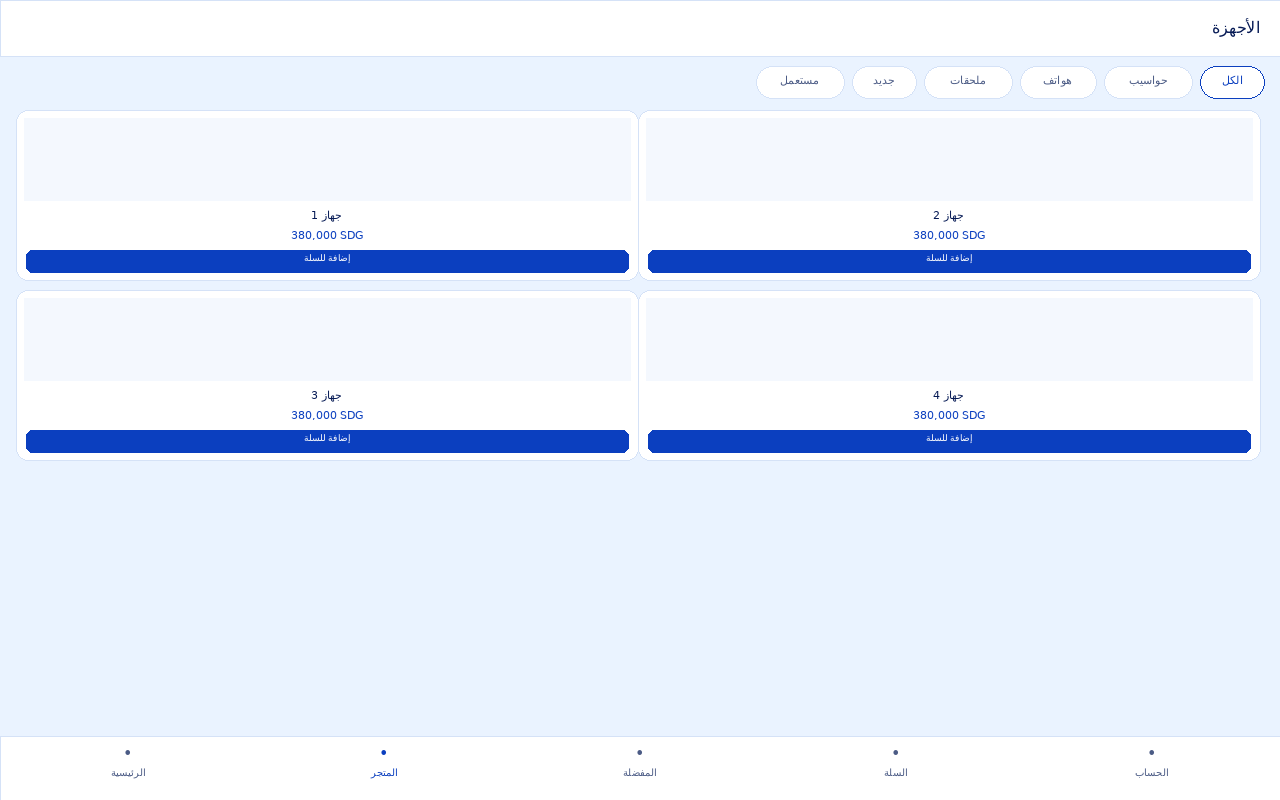 الأجهزة
الكل
حواسيب
هواتف
ملحقات
جديد
مستعمل
جهاز 2
380,000 SDG
إضافة للسلة
جهاز 1
380,000 SDG
إضافة للسلة
جهاز 4
380,000 SDG
إضافة للسلة
جهاز 3
380,000 SDG
إضافة للسلة
الحساب
السلة
المفضلة
المتجر
الرئيسية